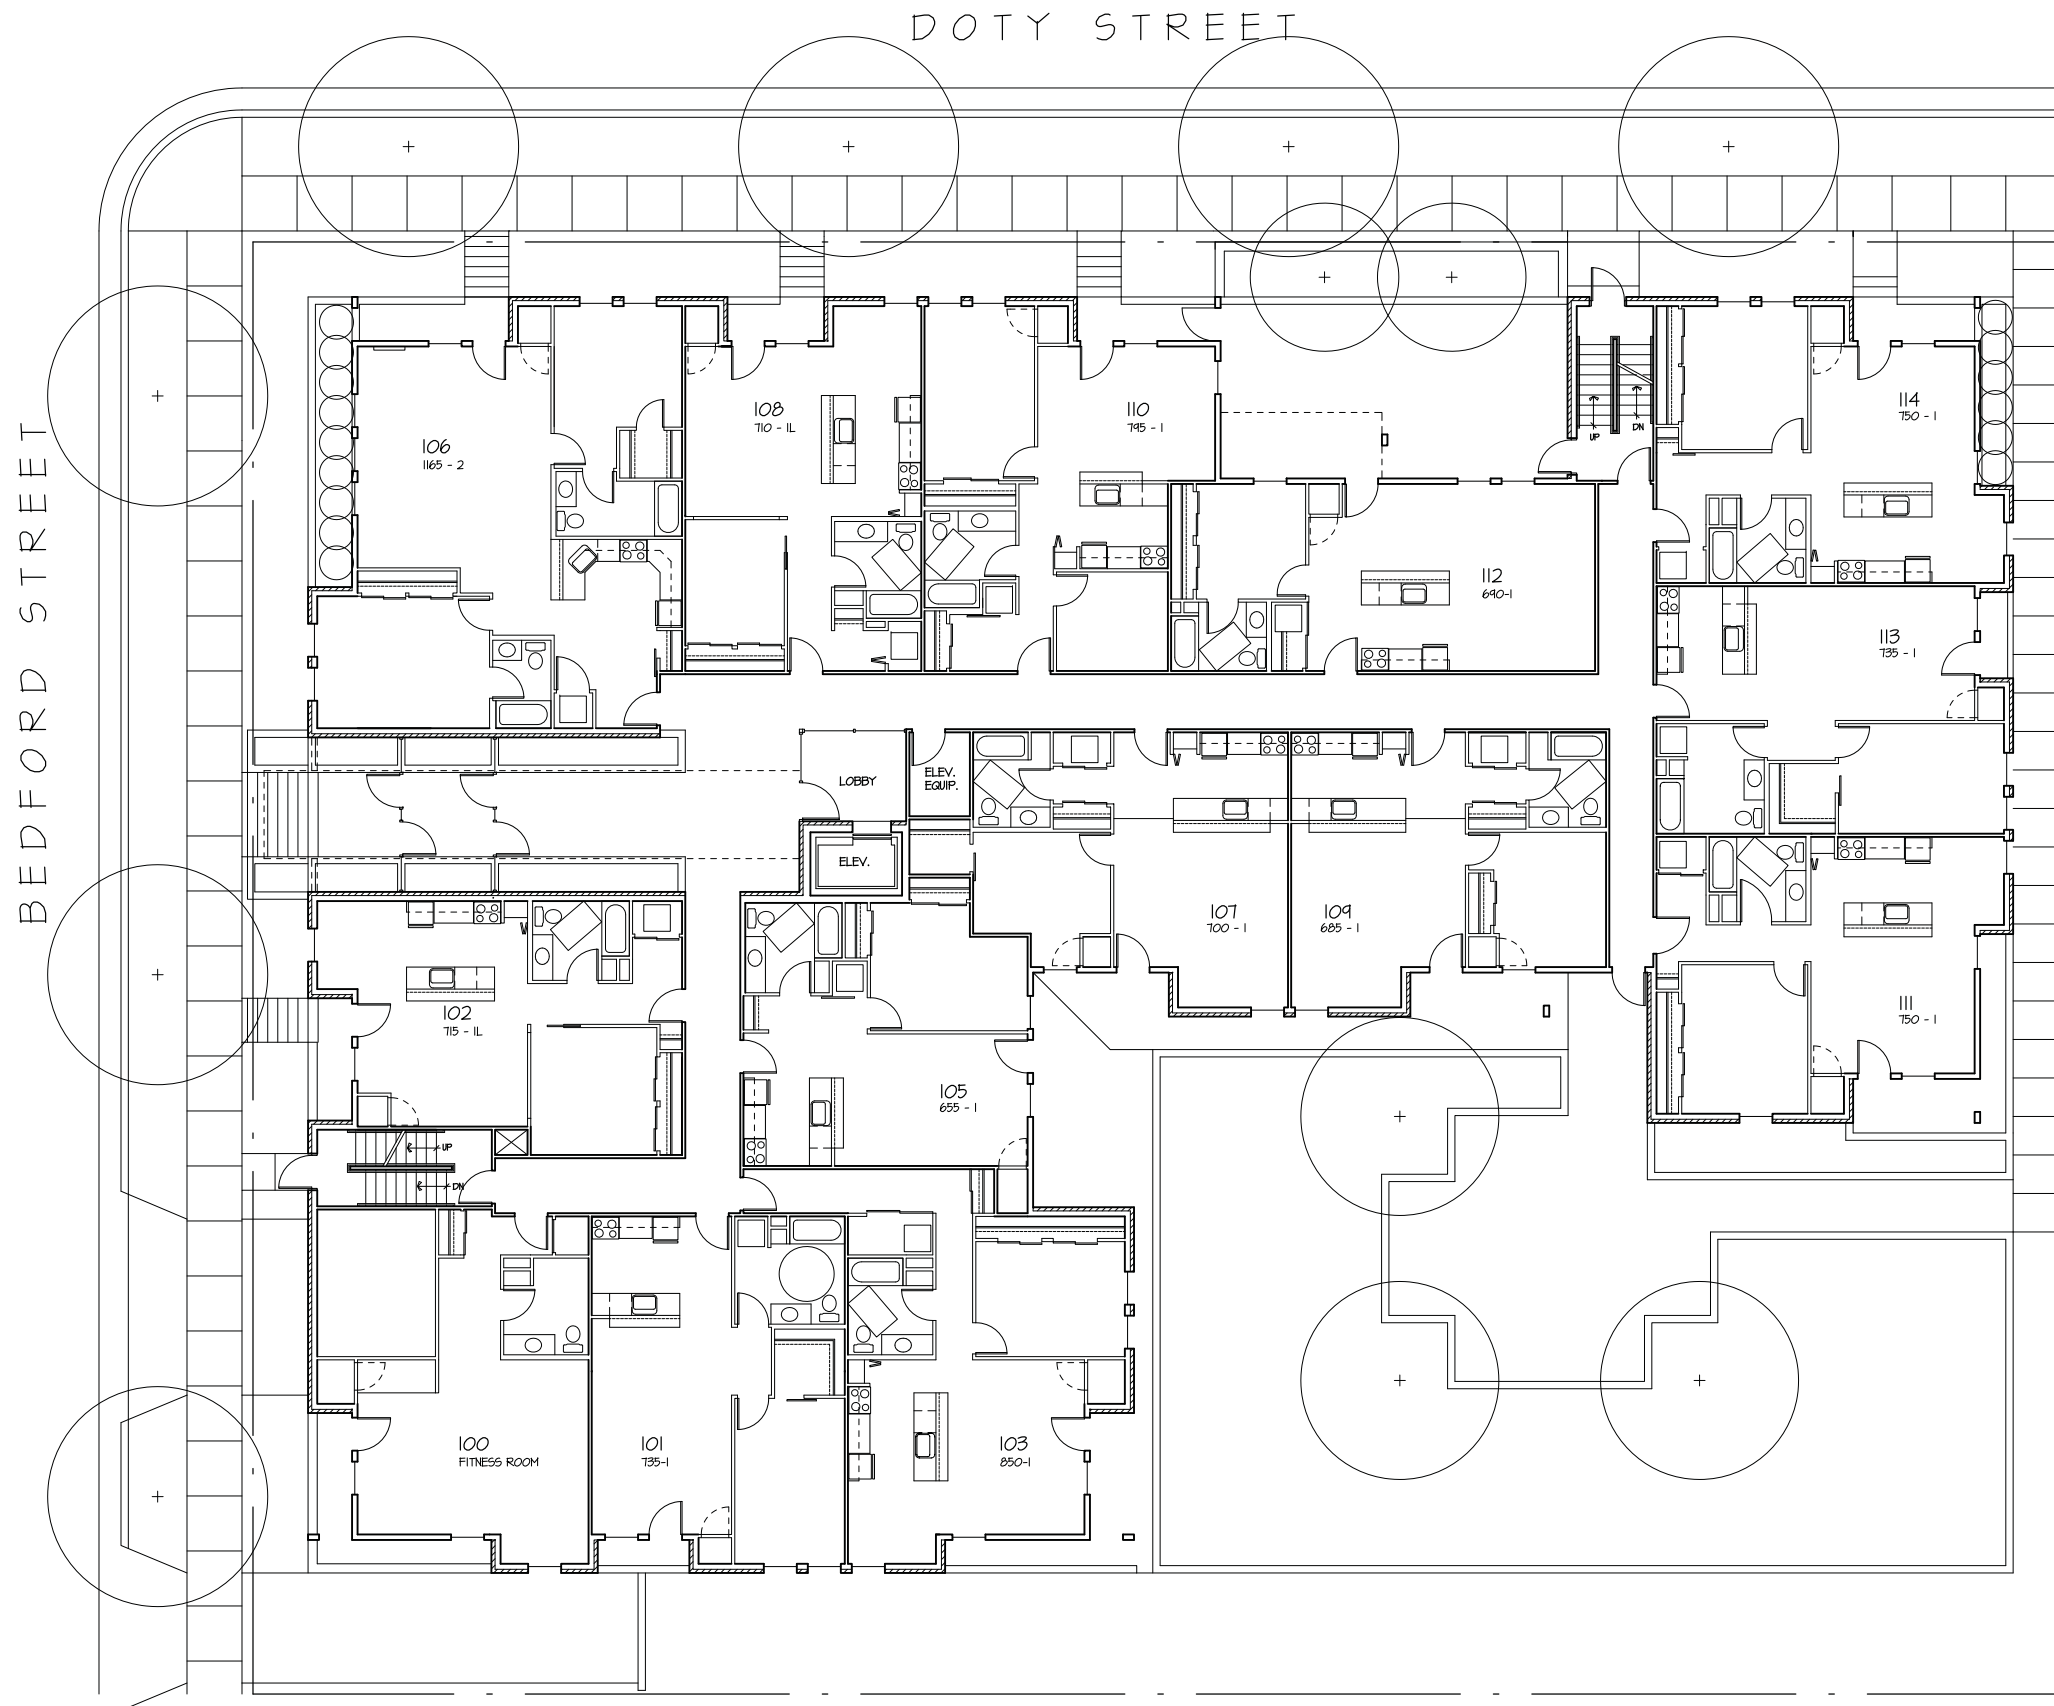 DOTY STREET
BEDFORD STREET
106
1165 - 2
108
710 - 1L
110
795 - 1
112
690-1
UP
DN
114
750 - 1
113
735 - 1
111
750 - 1
LOBBY
ELEV.
EQUIP.
ELEV.
107
700 - 1
109
685 - 1
102
715 - 1L
105
655 - 1
UP
DN
100
FITNESS ROOM
101
735-1
103
850-1